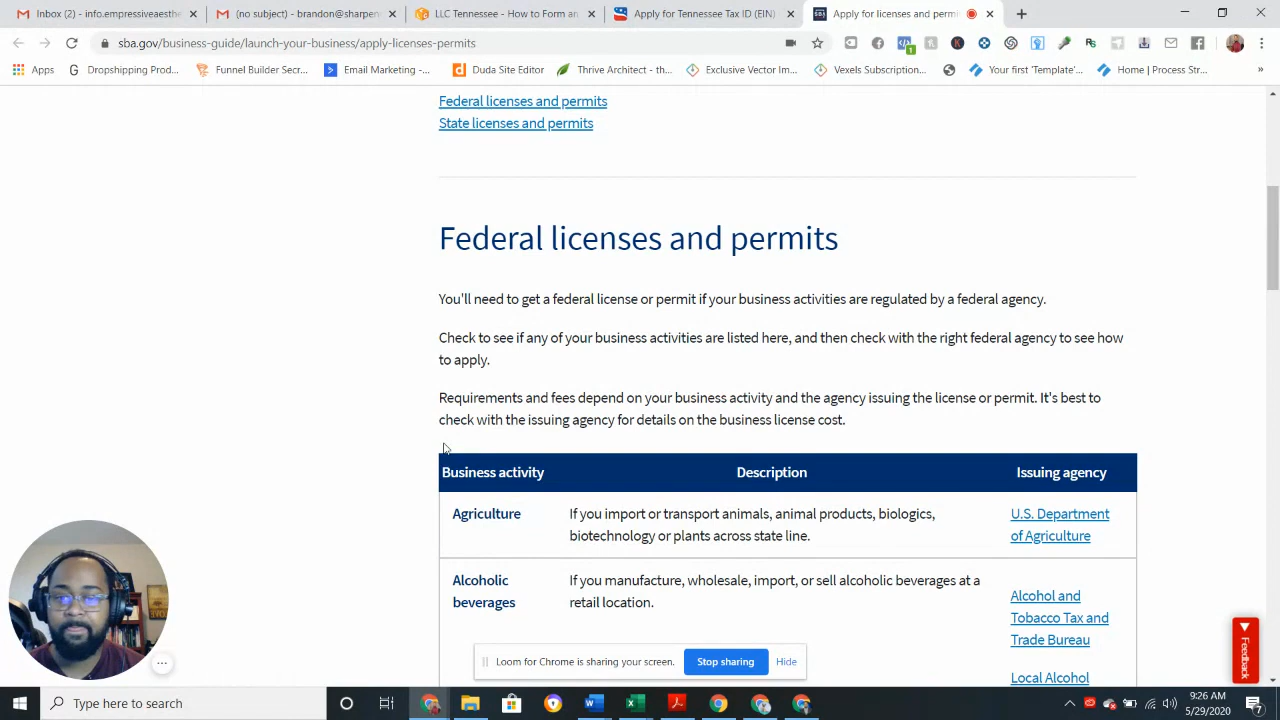 Inbox (2) - info.empressiveaesth
(no subject) - brandon@sherpen
LLC Tennessee - How to Form an
Apply for Tennessee Tax ID (EIN)
Apply for licenses and permi
sba.gov/business-guide/launch-your-business/apply-licenses-permits
Apps
Dropshipping Prod...
Funnel Builder Secr...
Email Marketing -...
Duda Site Editor
Thrive Architect - th...
Exclusive Vector Im...
Vexels Subscription...
Your first 'Template'...
Home | Process Str...
»
Federal licenses and permits
State licenses and permits
Federal licenses and permits
You'll need to get a federal license or permit if your business activities are regulated by a federal agency.
Check to see if any of your business activities are listed here, and then check with the right federal agency to see how
to apply.
Requirements and fees depend on your business activity and the agency issuing the license or permit. It's best to
check with the issuing agency for details on the business license cost.
Business activity Description Issuing agency
Agriculture If you import or transport animals, animal products, biologics, U.S. Department
biotechnology or plants across state line. of Agriculture
Alcoholic If you manufacture, wholesale, import, or sell alcoholic beverages at a
beverages retail location.
Alcohol and
Tobacco Tax and
Trade Bureau
Local Alcohol
Loom for Chrome is sharing your screen. Stop sharing Hide
Feedback
Type here to search
9:26 AM
5/29/2020